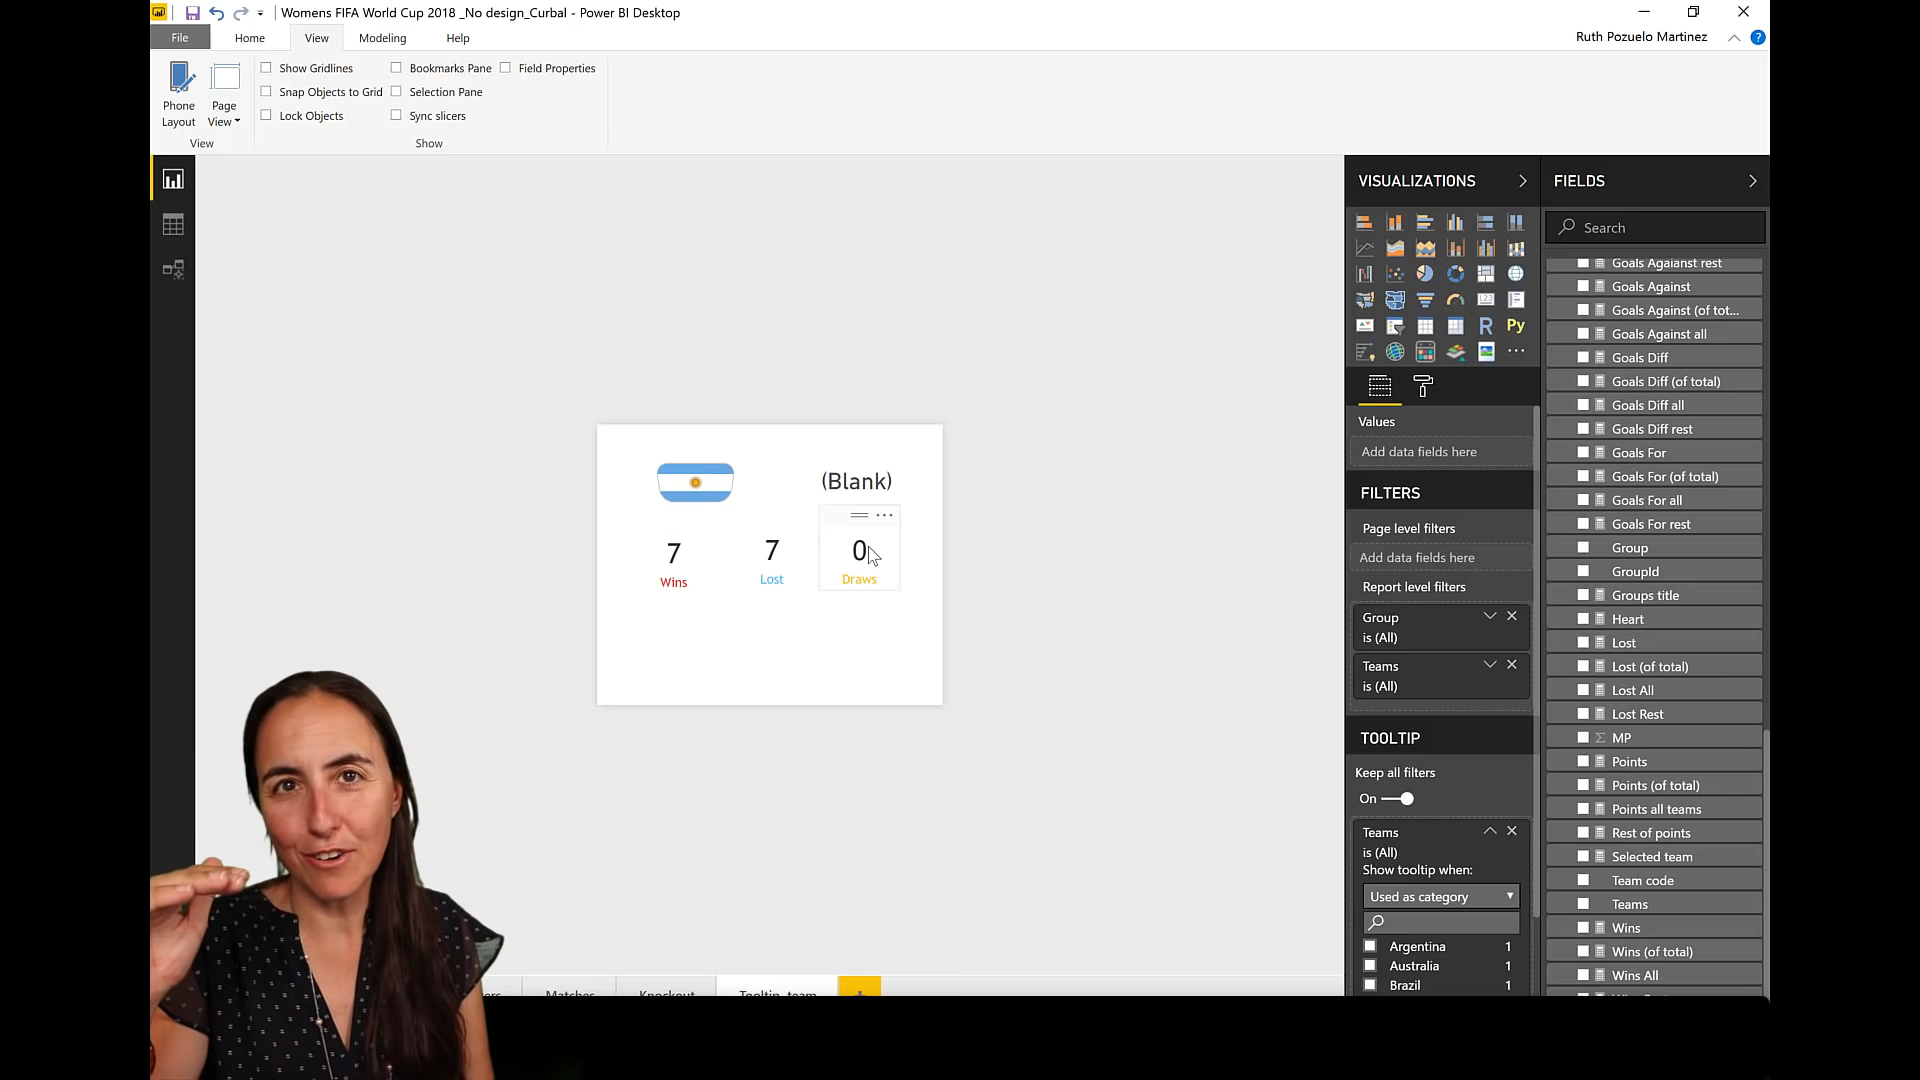 Womens FIFA World Cup 2018 _No design_Curbal - Power BI Desktop
File
Home
View
Modeling
Help
Ruth Pozuelo Martinez
?
Phone
Layout
Page
View
Show Gridlines
Snap Objects to Grid
Lock Objects
Bookmarks Pane
Selection Pane
Sync slicers
Field Properties
View
Show
(Blank)
7
Wins
7
Lost
0
Draws
Matches
Knockout
Tooltip_team
+
VISUALIZATIONS
123
R
Py
Values
Add data fields here
FILTERS
Page level filters
Add data fields here
Report level filters
Group
is (All)
Teams
is (All)
TOOLTIP
Keep all filters
On
Teams
is (All)
Show tooltip when:
Used as category
Argentina 1
Australia 1
Brazil 1
FIELDS
Search
Goals Agaianst rest
Goals Against
Goals Against (of tot...
Goals Against all
Goals Diff
Goals Diff (of total)
Goals Diff all
Goals Diff rest
Goals For
Goals For (of total)
Goals For all
Goals For rest
Group
GroupId
Groups title
Heart
Lost
Lost (of total)
Lost All
Lost Rest
MP
Points
Points (of total)
Points all teams
Rest of points
Selected team
Team code
Teams
Wins
Wins (of total)
Wins All